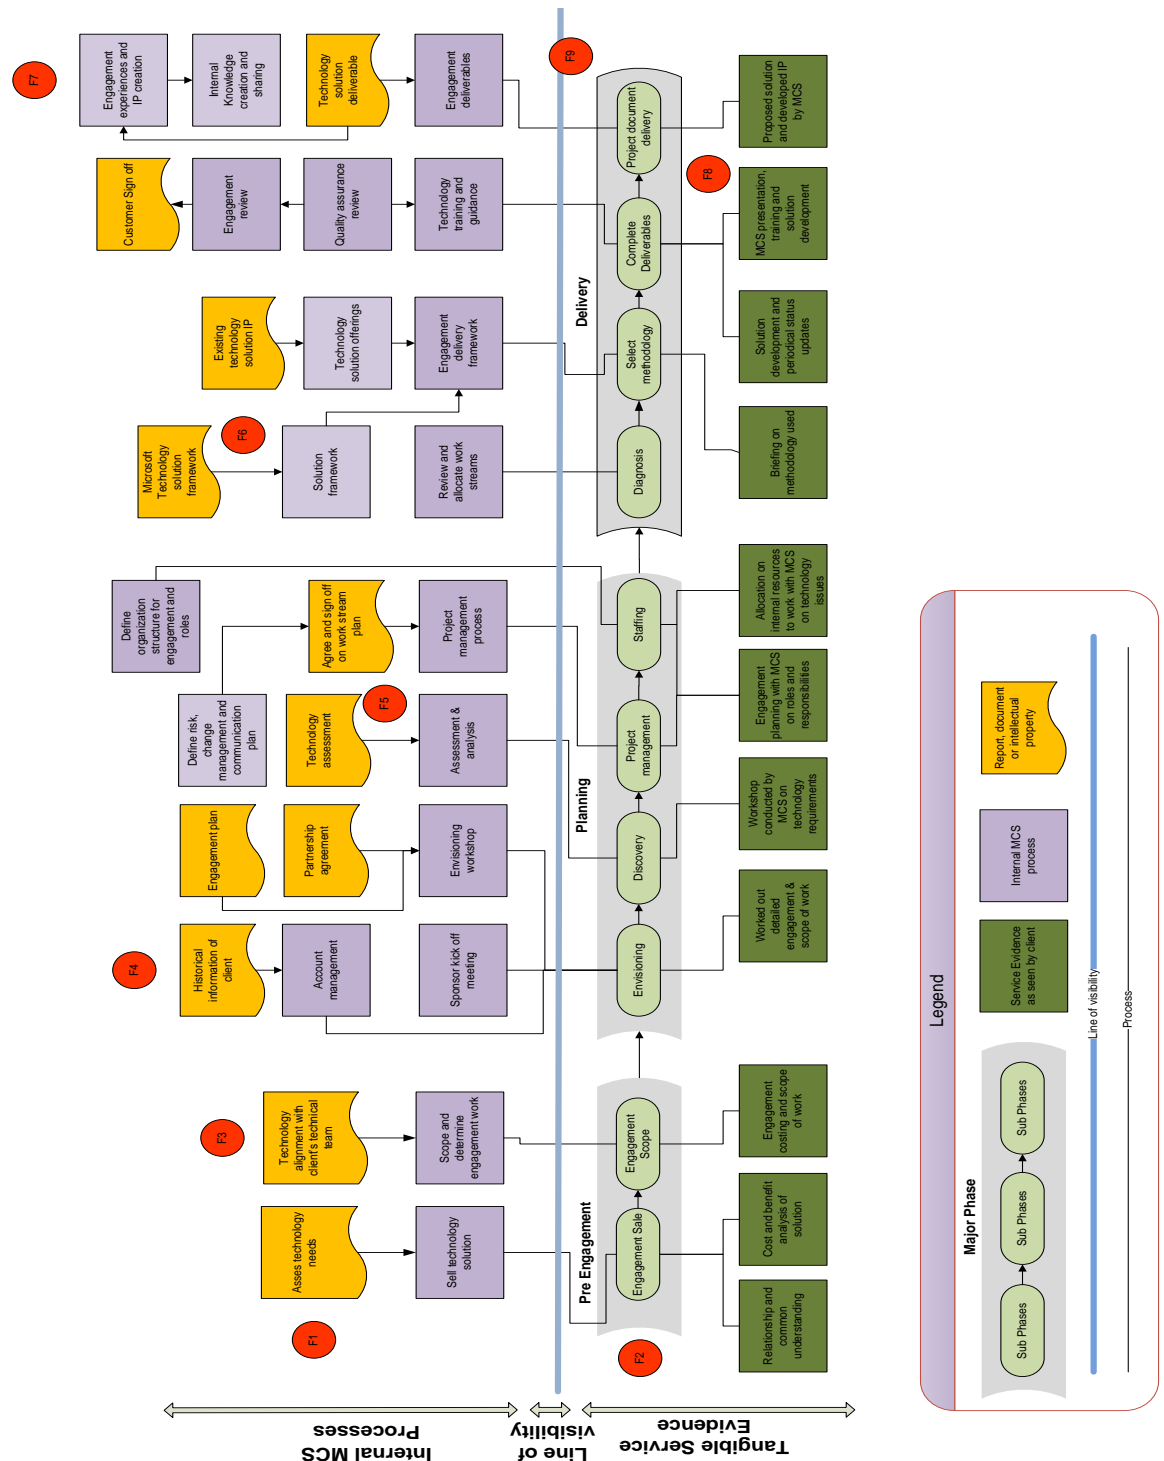 F1
F2
F3
F4
F5
F6
F7
F8
F9
Internal MCS
Processes
Line of
visibility
Tangible Service
Evidence
Asses technology
needs
Sell technology
solution
Technology
alignment with
client's technical
team
Scope and
determine
engagement work
Historical
information of
client
Account
management
Sponsor kick off
meeting
Engagement plan
Partnership
agreement
Envisioning
workshop
Define risk,
change
management and
communication
plan
Technology
assessment
Assessment &
analysis
Define
organization
structure for
engagement and
roles
Agree and sign off
on work stream
plan
Project
management
process
Microsoft
Technology
solution
framework
Solution
framework
Review and
allocate work
streams
Existing
technology
solution IP
Technology
solution offerings
Engagement
delivery
framework
Customer Sign off
Engagement
review
Quality assurance
review
Technology
training and
guidance
Engagement
experiences and
IP creation
Internal
Knowledge
creation and
sharing
Technology
solution
deliverable
Engagement
deliverables
Pre Engagement
Engagement Sale
Engagement
Scope
Planning
Envisioning
Discovery
Project
management
Staffing
Delivery
Diagnosis
Select
methodology
Complete
Deliverables
Project document
delivery
Relationship and
common
understanding
Cost and benefit
analysis of
solution
Engagement
costing and scope
of work
Worked out
detailed
engagement &
scope of work
Workshop
conducted by
MCS on
technology
requirements
Engagement
planning with MCS
on roles and
responsibilities
Allocation on
internal resources
to work with MCS
on technology
issues
Briefing on
methodology used
Solution
development and
periodical status
updates
MCS presentation,
training and
solution
development
Proposed solution
and developed IP
by MCS
Legend
Major Phase
Sub Phases
Sub Phases
Sub Phases
Service Evidence
as seen by client
Internal MCS
process
Report, document
or intellectual
property
Line of visibility
Process